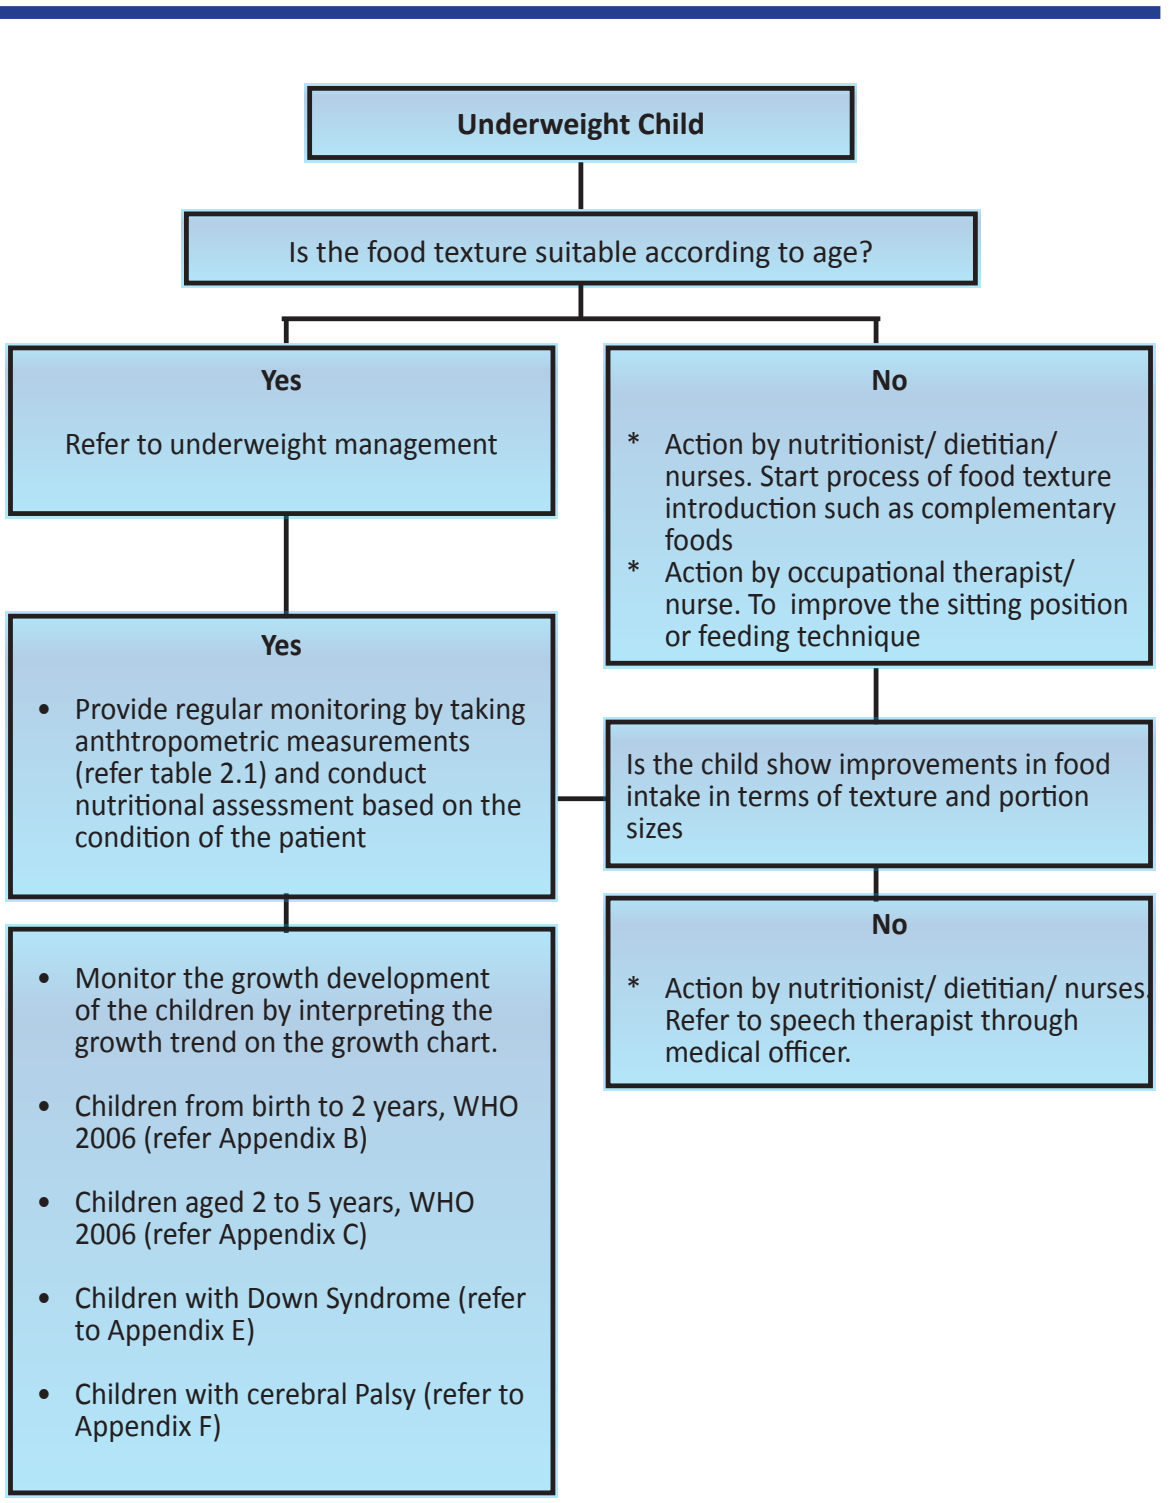 Underweight Child
Is the food texture suitable according to age?
Yes
Refer to underweight management
No
* Action by nutritionist/ dietitian/
nurses. Start process of food texture
introduction such as complementary
foods
* Action by occupational therapist/
nurse. To improve the sitting position
or feeding technique
Yes
• Provide regular monitoring by taking
anthtropometric measurements
(refer table 2.1) and conduct
nutritional assessment based on the
condition of the patient
Is the child show improvements in food
intake in terms of texture and portion
sizes
No
* Action by nutritionist/ dietitian/ nurses.
Refer to speech therapist through
medical officer.
• Monitor the growth development
of the children by interpreting the
growth trend on the growth chart.
• Children from birth to 2 years, WHO
2006 (refer Appendix B)
• Children aged 2 to 5 years, WHO
2006 (refer Appendix C)
• Children with Down Syndrome (refer
to Appendix E)
• Children with cerebral Palsy (refer to
Appendix F)